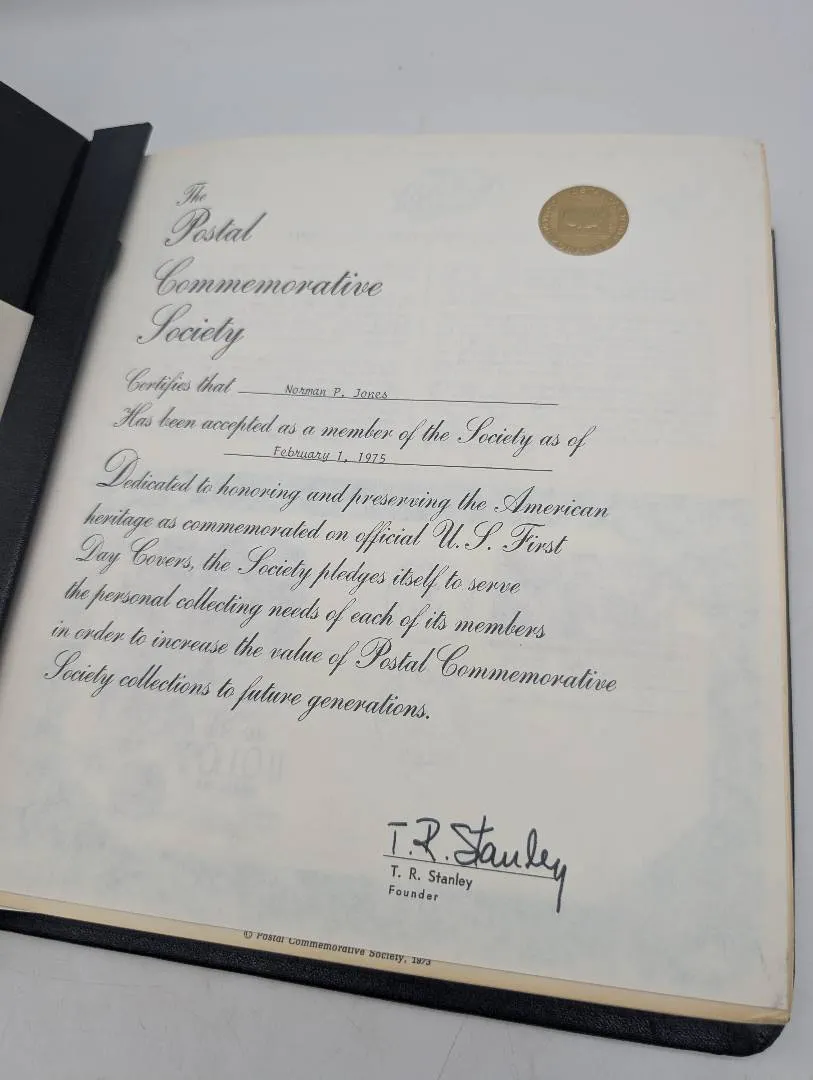 The
Postal
Commemorative
Society
Certifies that Norman P. Jones
Has been accepted as a member of the Society as of
February 1, 1975
Dedicated to honoring and preserving the American
heritage as commemorated on official U. S. First
Day Covers, the Society pledges itself to serve
the personal collecting needs of each of its members
in order to increase the value of Postal Commemorative
Society collections to future generations.
T.R. Stanley
T. R. Stanley
Founder
© Postal Commemorative Society, 1973